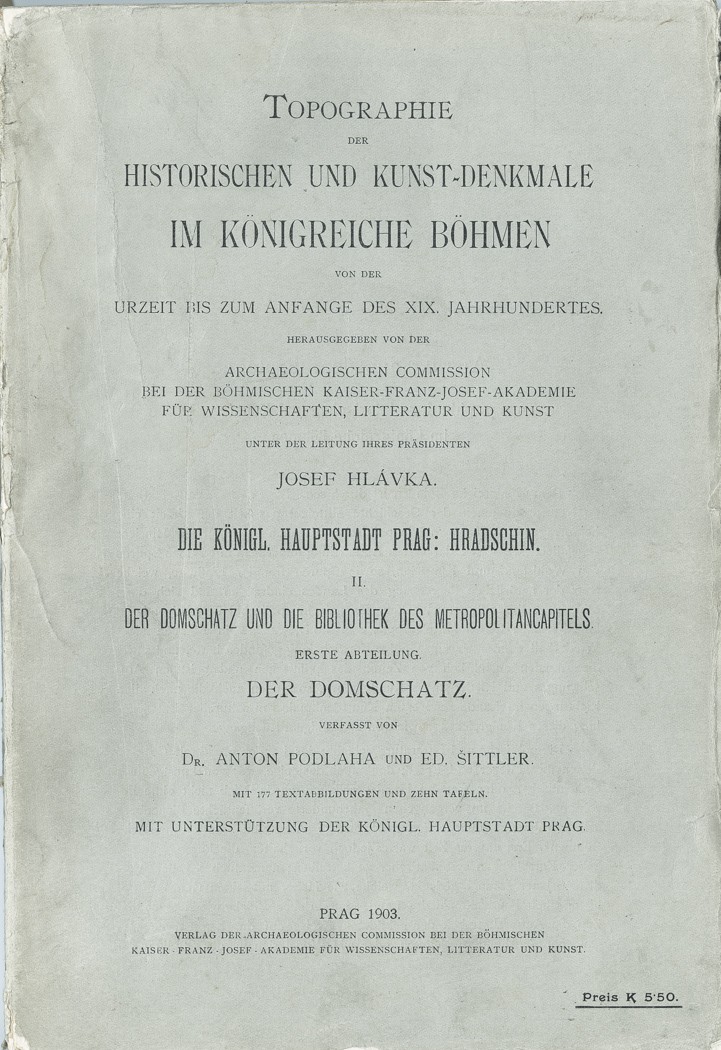 TOPOGRAPHIE
DER
HISTORISCHEN UND KUNST-DENKMALE
IM KÖNIGREICHE BÖHMEN
VON DER
URZEIT BIS ZUM ANFANGE DES XIX. JAHRHUNDERTES.
HERAUSGEGEBEN VON DER
ARCHAEOLOGISCHEN COMMISSION
BEI DER BÖHMISCHEN KAISER-FRANZ-JOSEF-AKADEMIE
FÜR WISSENSCHAFTEN, LITTERATUR UND KUNST
UNTER DER LEITUNG IHRES PRÄSIDENTEN
JOSEF HLÁVKA.
DIE KÖNIGL. HAUPTSTADT PRAG: HRADSCHIN.
II.
DER DOMSCHATZ UND DIE BIBLIOTHEK DES METROPOLITANCAPITELS.
ERSTE ABTEILUNG.
DER DOMSCHATZ.
VERFASST VON
DR. ANTON PODLAHA UND ED. ŠITTLER.
MIT 177 TEXTABBILDUNGEN UND ZEHN TAFELN.
MIT UNTERSTÜTZUNG DER KÖNIGL. HAUPTSTADT PRAG.
PRAG 1903.
VERLAG DER ARCHAEOLOGISCHEN COMMISSION BEI DER BÖHMISCHEN
KAISER-FRANZ-JOSEF-AKADEMIE FÜR WISSENSCHAFTEN, LITTERATUR UND KUNST.
Preis K 5·50.